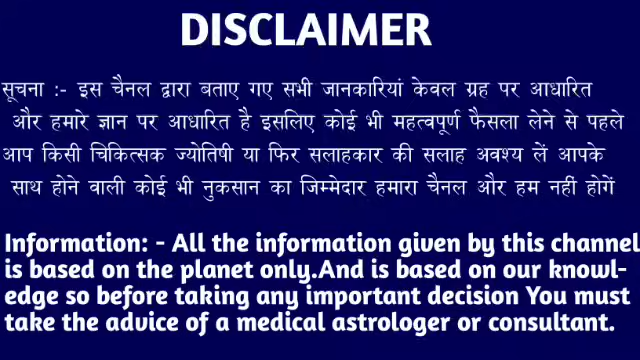 DISCLAIMER
सूचना :- इस चैनल द्वारा बताए गए सभी जानकारियां केवल ग्रह पर आधारित
और हमारे ज्ञान पर आधारित है इसलिए कोई भी महत्वपूर्ण फैसला लेने से पहले
आप किसी चिकित्सक ज्योतिषी या फिर सलाहकार की सलाह अवश्य लें आपके
साथ होने वाली कोई भी नुकसान का जिम्मेदार हमारा चैनल और हम नहीं होगें
Information: - All the information given by this channel
is based on the planet only.And is based on our knowl-
edge so before taking any important decision You must
take the advice of a medical astrologer or consultant.